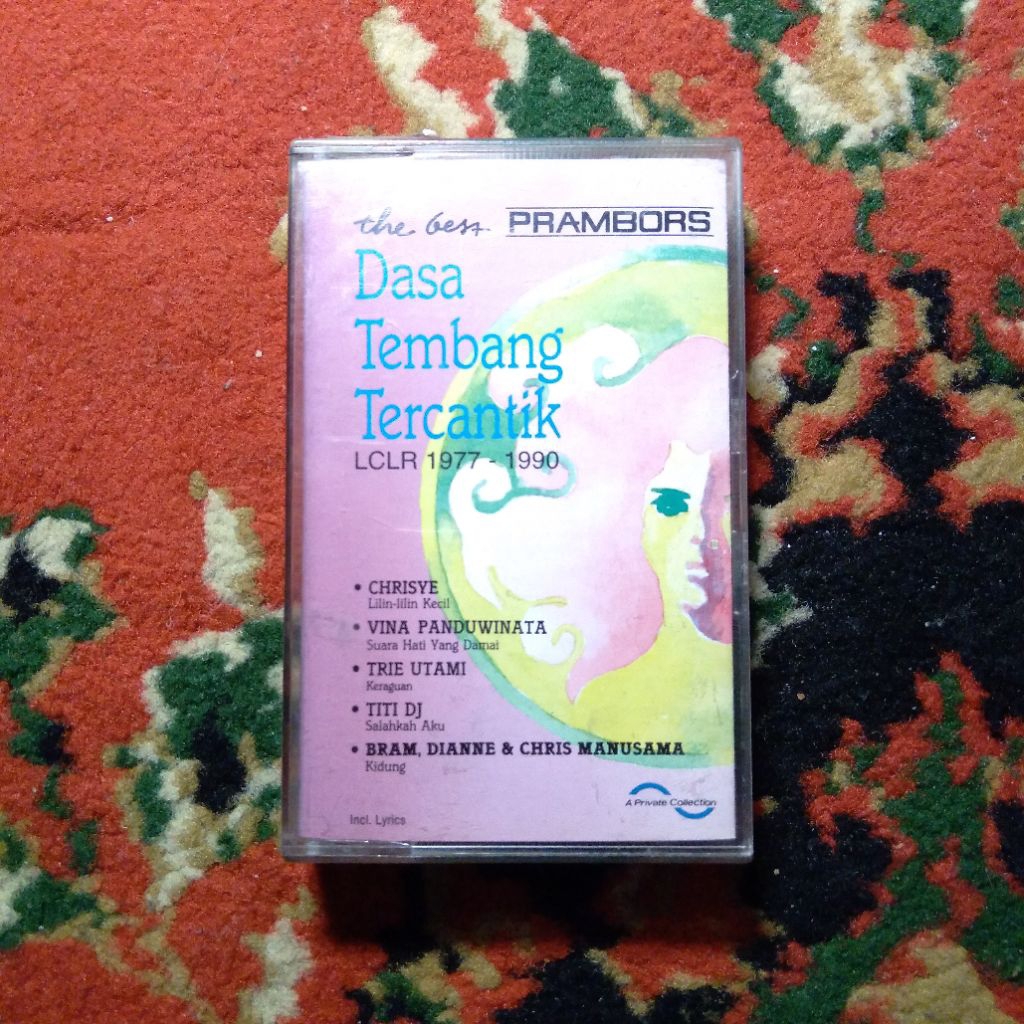 the best PRAMBORS
Dasa
Tembang
Tercantik
LCLR 1977 - 1990
• CHRISYE
Lilin-lilin Kecil
• VINA PANDUWINATA
Suara Hati Yang Damai
• TRIE UTAMI
Keraguan
• TITI DJ
Salahkah Aku
• BRAM, DIANNE & CHRIS MANUSAMA
Kidung
A Private Collection
Incl. Lyrics